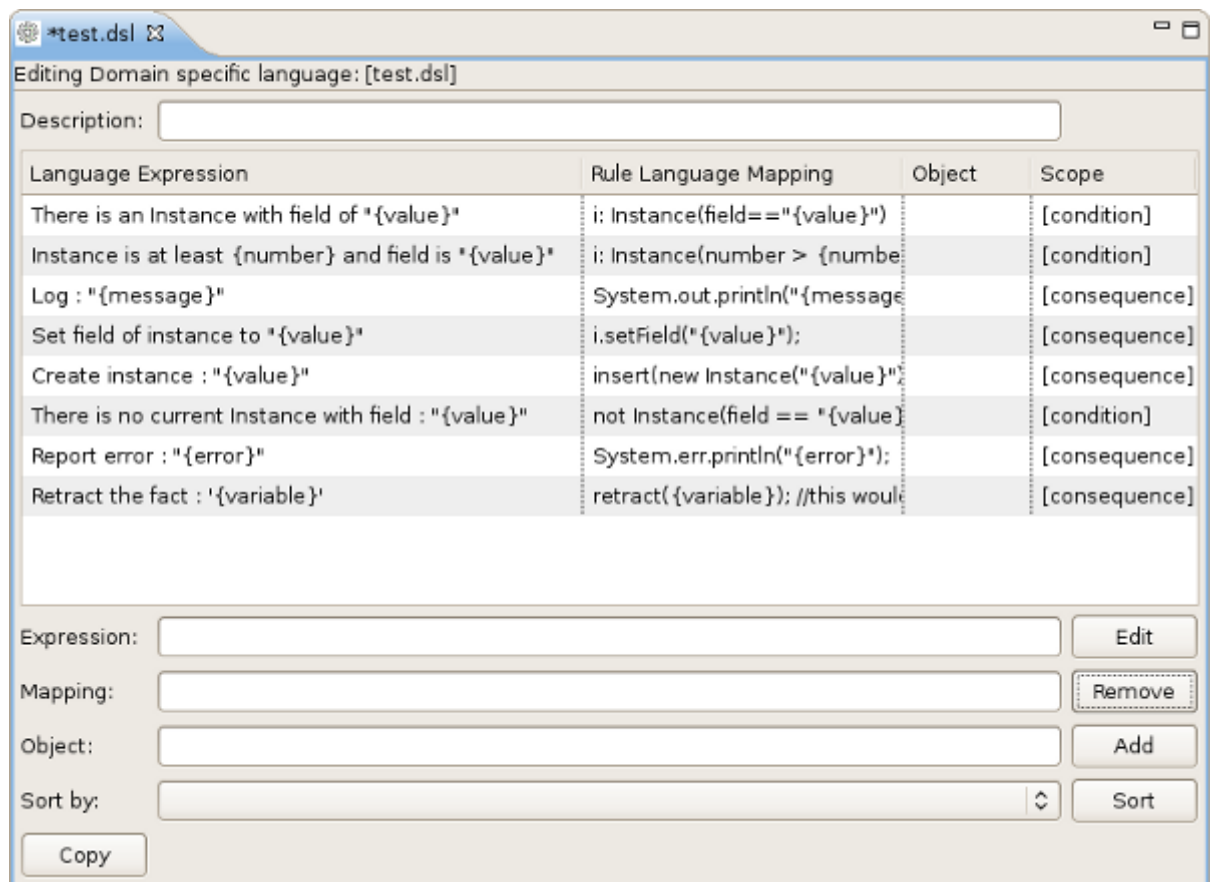 *test.dsl
Editing Domain specific language: [test.dsl]
Description:
Language Expression Rule Language Mapping Object Scope
There is an Instance with field of "{value}" i: Instance(field=="{value}") [condition]
Instance is at least {number} and field is "{value}" i: Instance(number > {numbe [condition]
Log : "{message}" System.out.println("{message [consequence]
Set field of instance to "{value}" i.setField("{value}"); [consequence]
Create instance : "{value}" insert(new Instance("{value}") [consequence]
There is no current Instance with field : "{value}" not Instance(field == "{value} [condition]
Report error : "{error}" System.err.println("{error}"); [consequence]
Retract the fact : '{variable}' retract({variable}); //this would [consequence]
Expression: Edit
Mapping: Remove
Object: Add
Sort by: Sort
Copy